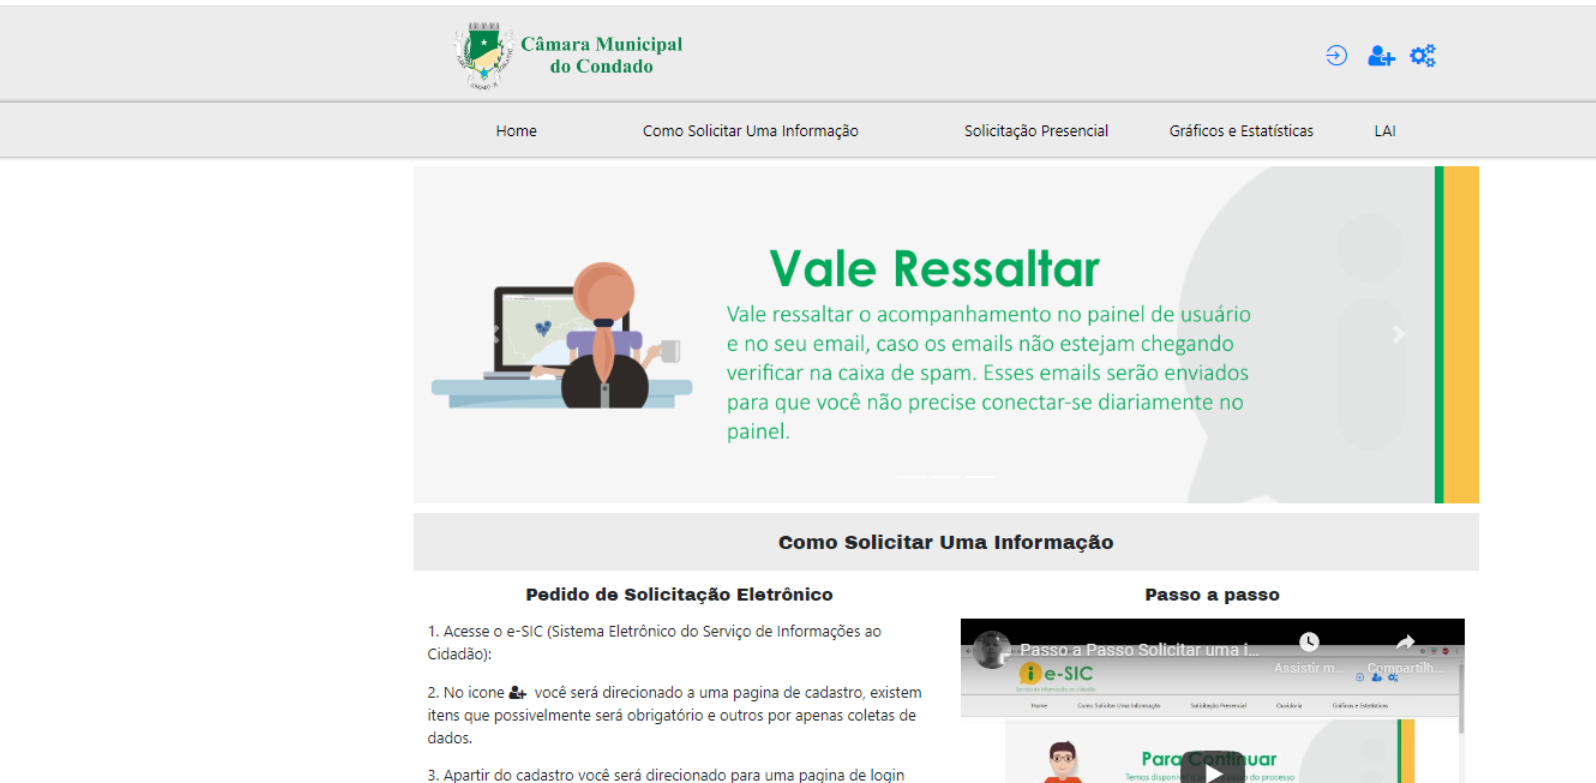 Câmara Municipal
do Condado
Home
Como Solicitar Uma Informação
Solicitação Presencial
Gráficos e Estatísticas
LAI
Vale Ressaltar
Vale ressaltar o acompanhamento no painel de usuário
e no seu email, caso os emails não estejam chegando
verificar na caixa de spam. Esses emails serão enviados
para que você não precise conectar-se diariamente no
painel.
Como Solicitar Uma Informação
Pedido de Solicitação Eletrônico
1. Acesse o e-SIC (Sistema Eletrônico do Serviço de Informações ao
Cidadão):
2. No icone você será direcionado a uma pagina de cadastro, existem
itens que possivelmente será obrigatório e outros por apenas coletas de
dados.
3. Apartir do cadastro você será direcionado para uma pagina de login
Passo a passo
Passo a Passo Solicitar uma i...
Assistir m...
Compartilh...
i e-SIC
Home
Como Solicitar Uma Informação
Solicitação Presencial
Ouvidoria
Gráficos e Estatísticas
Para Continuar